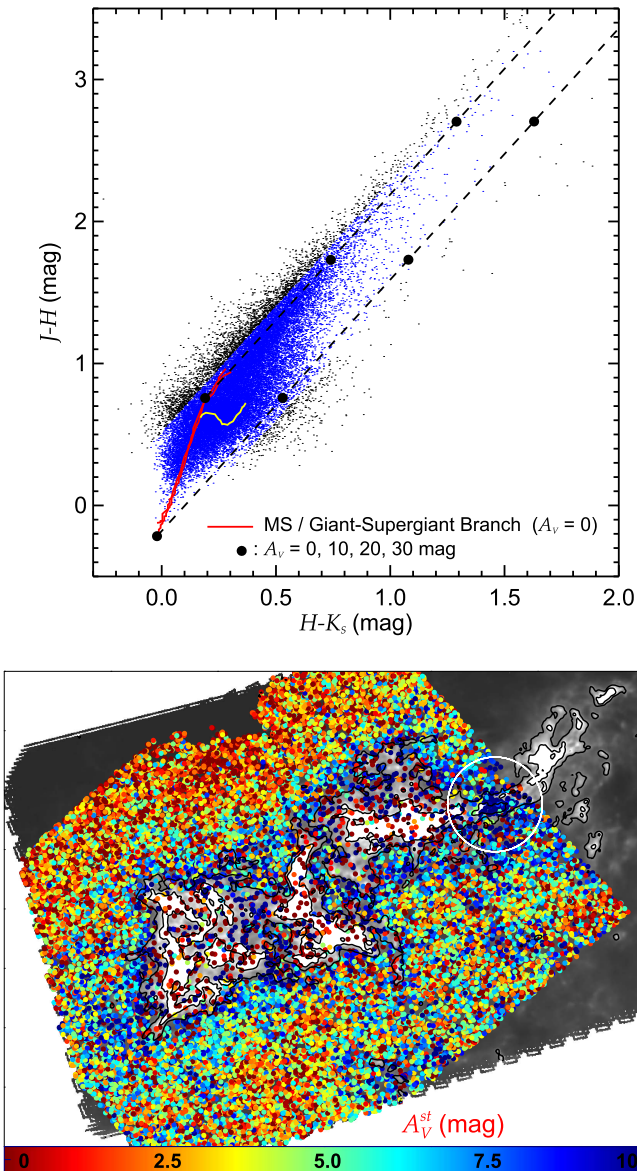 3
2
1
0
J-H (mag)
MS / Giant-Supergiant Branch (A_V = 0)
: A_V = 0, 10, 20, 30 mag
0.0 0.5 1.0 1.5 2.0
H-K_s (mag)
A_V^st (mag)
0 2.5 5.0 7.5 10